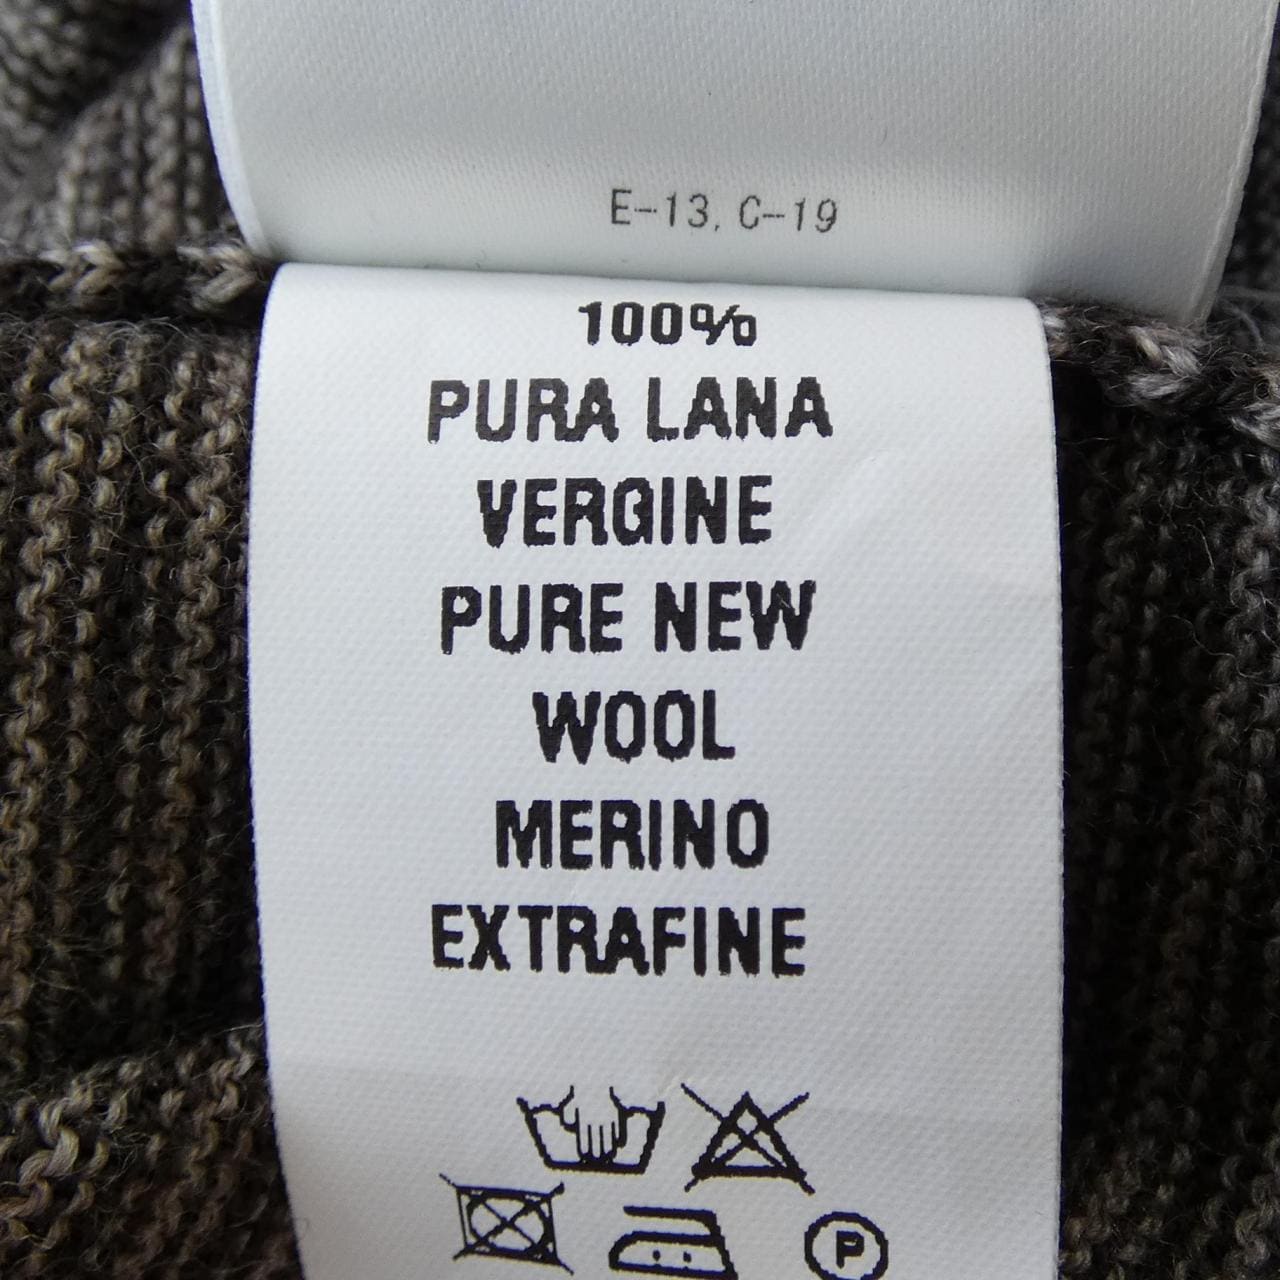 E-13, C-19
100%
PURA LANA
VERGINE
PURE NEW
WOOL
MERINO
EXTRAFINE
P